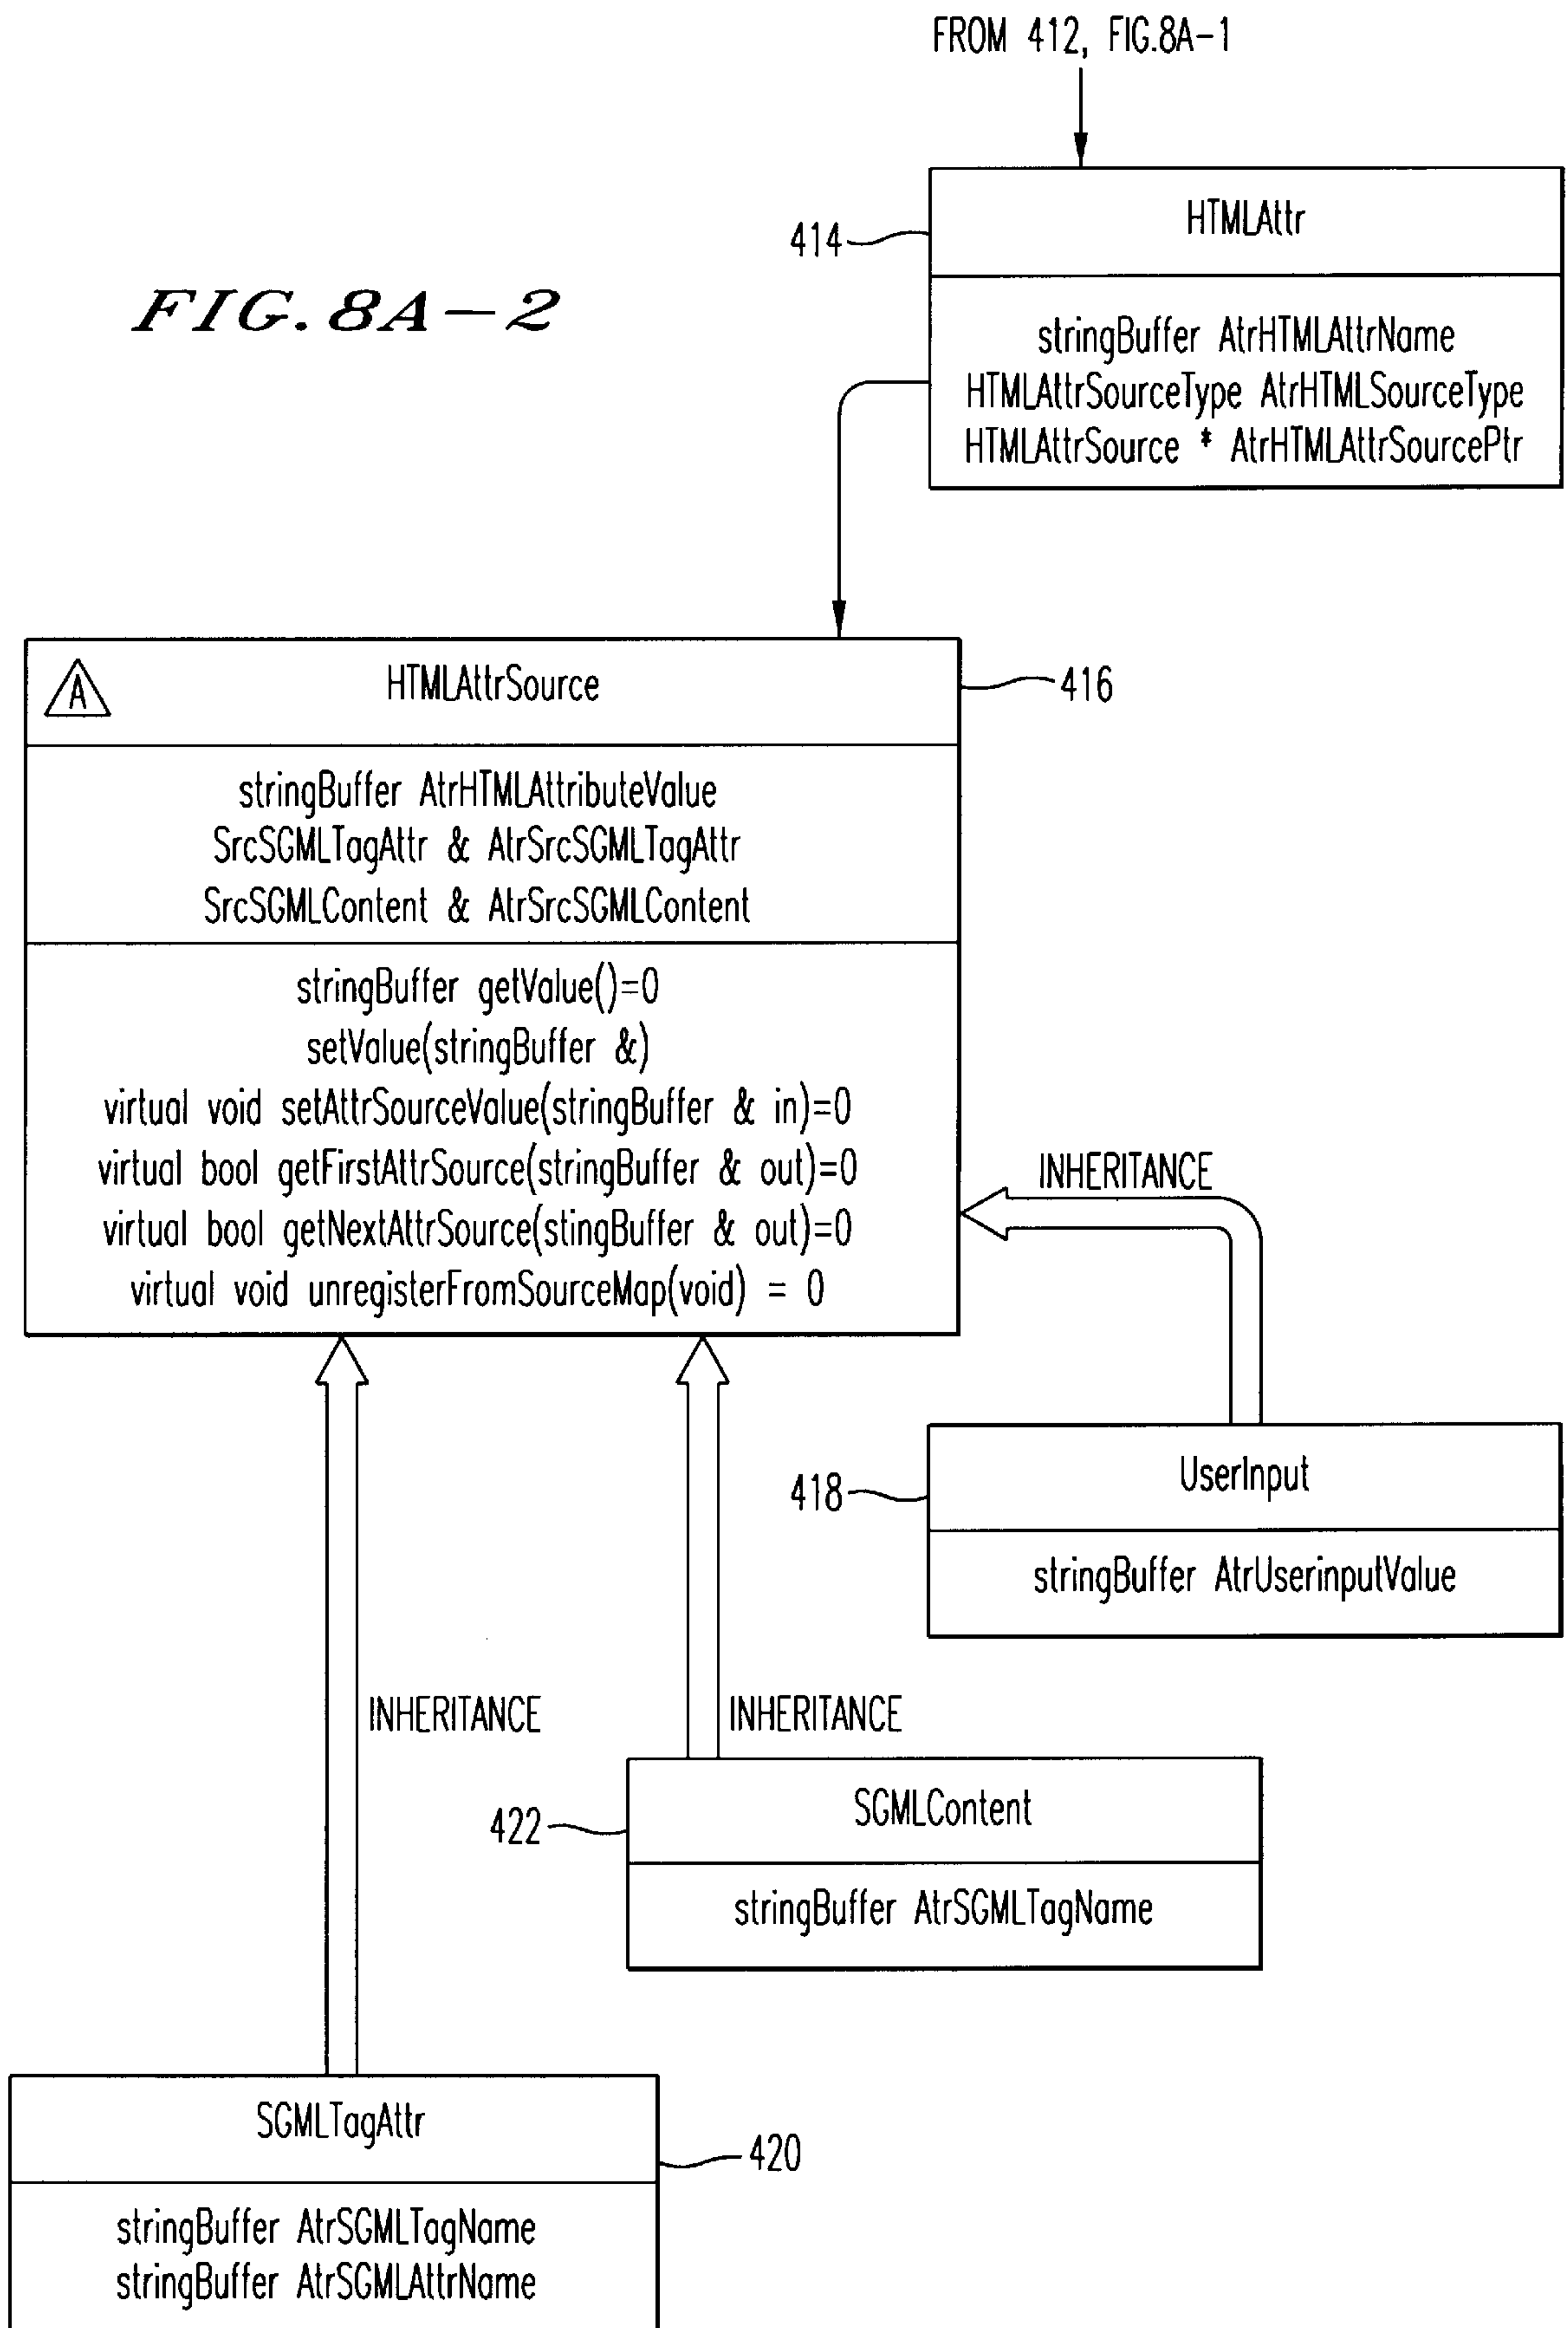 FROM 412, FIG.8A-1
HTMLAttr
414
FIG. 8A-2
stringBuffer AtrHTMLAttrName
HTMLAttrSourceType AtrHTMLSourceType
HTMLAttrSource * AtrHTMLAttrSourcePtr
A
HTMLAttrSource
416
stringBuffer AtrHTMLAttributeValue
SrcSGMLTagAttr & AtrSrcSGMLTagAttr
SrcSGMLContent & AtrSrcSGMLContent
stringBuffer getValue()=0
setValue(stringBuffer &)
virtual void setAttrSourceValue(stringBuffer & in)=0
virtual bool getFirstAttrSource(stringBuffer & out)=0
virtual bool getNextAttrSource(stingBuffer & out)=0
virtual void unregisterFromSourceMap(void) = 0
INHERITANCE
UserInput
418
stringBuffer AtrUserinputValue
INHERITANCE
INHERITANCE
SGMLContent
422
stringBuffer AtrSGMLTagName
SGMLTagAttr
420
stringBuffer AtrSGMLTagName
stringBuffer AtrSGMLAttrName